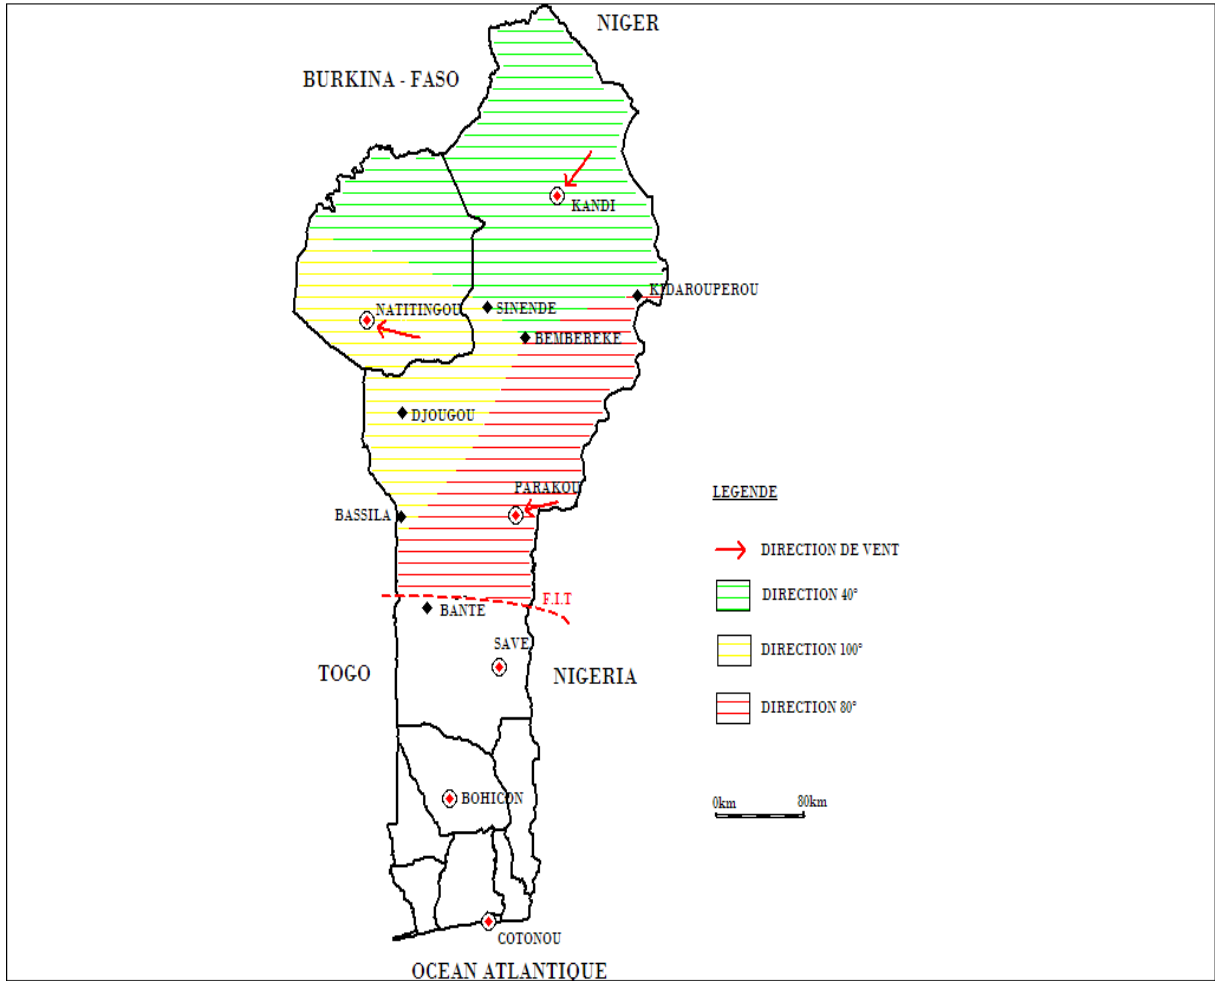 NIGER
BURKINA - FASO
KANDI
KIDAROUPEROU
NATITINGOU
SINENDE
BEMBEREKE
DJOUGOU
PARAKOU
BASSILA
LEGENDE
DIRECTION DE VENT
DIRECTION 40°
F.I.T
BANTE
SAVE
DIRECTION 100°
TOGO
NIGERIA
DIRECTION 80°
BOHICON
0km
80km
COTONOU
OCEAN ATLANTIQUE